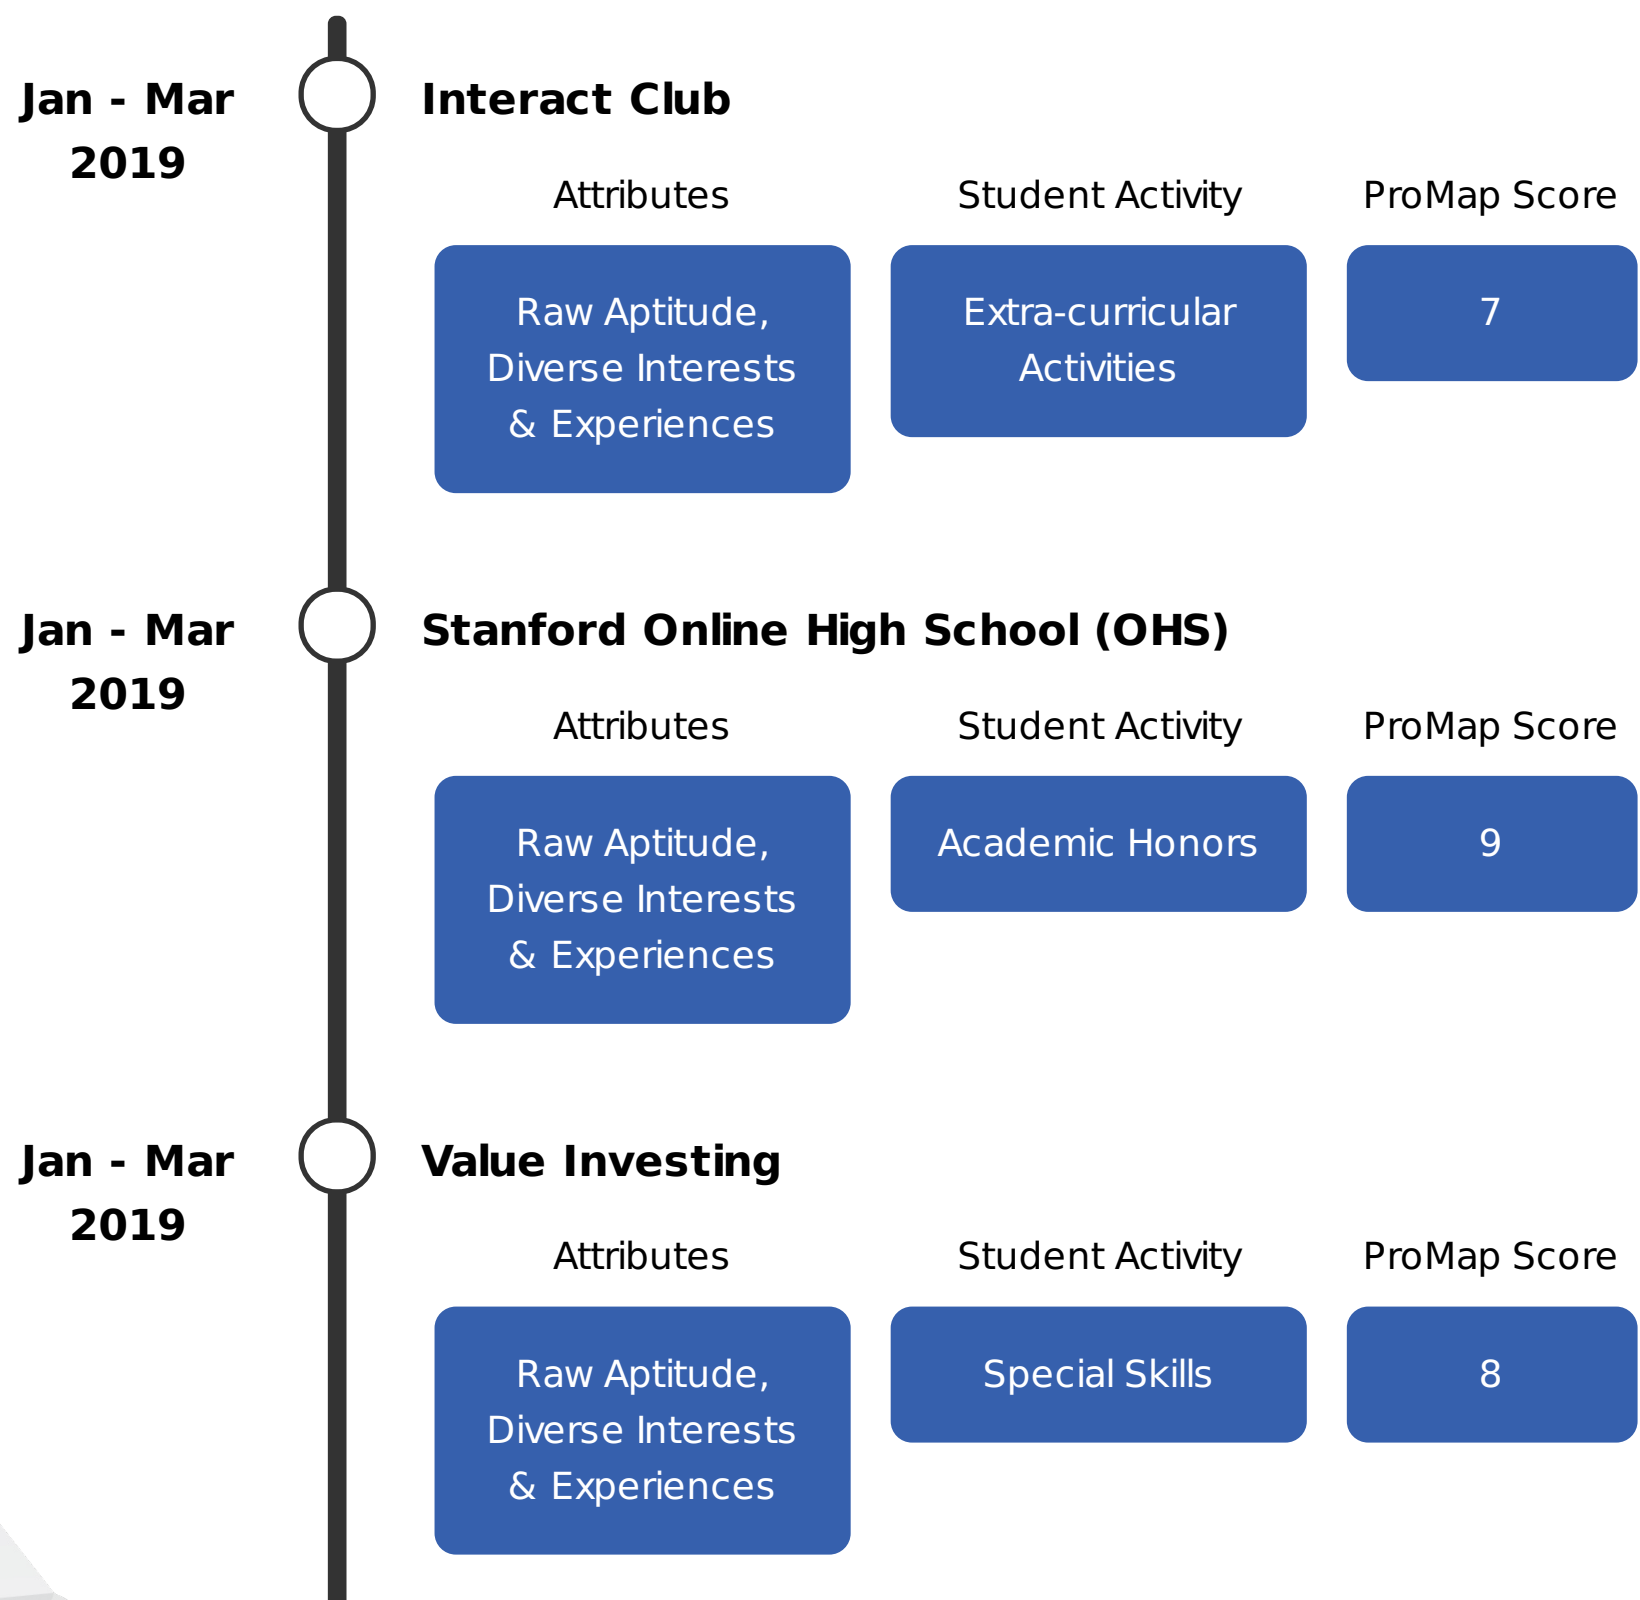 Jan - Mar
2019
Interact Club
Attributes
Student Activity
ProMap Score
Raw Aptitude,
Diverse Interests
& Experiences
Extra-curricular
Activities
7
Jan - Mar
2019
Stanford Online High School (OHS)
Attributes
Student Activity
ProMap Score
Raw Aptitude,
Diverse Interests
& Experiences
Academic Honors
9
Jan - Mar
2019
Value Investing
Attributes
Student Activity
ProMap Score
Raw Aptitude,
Diverse Interests
& Experiences
Special Skills
8